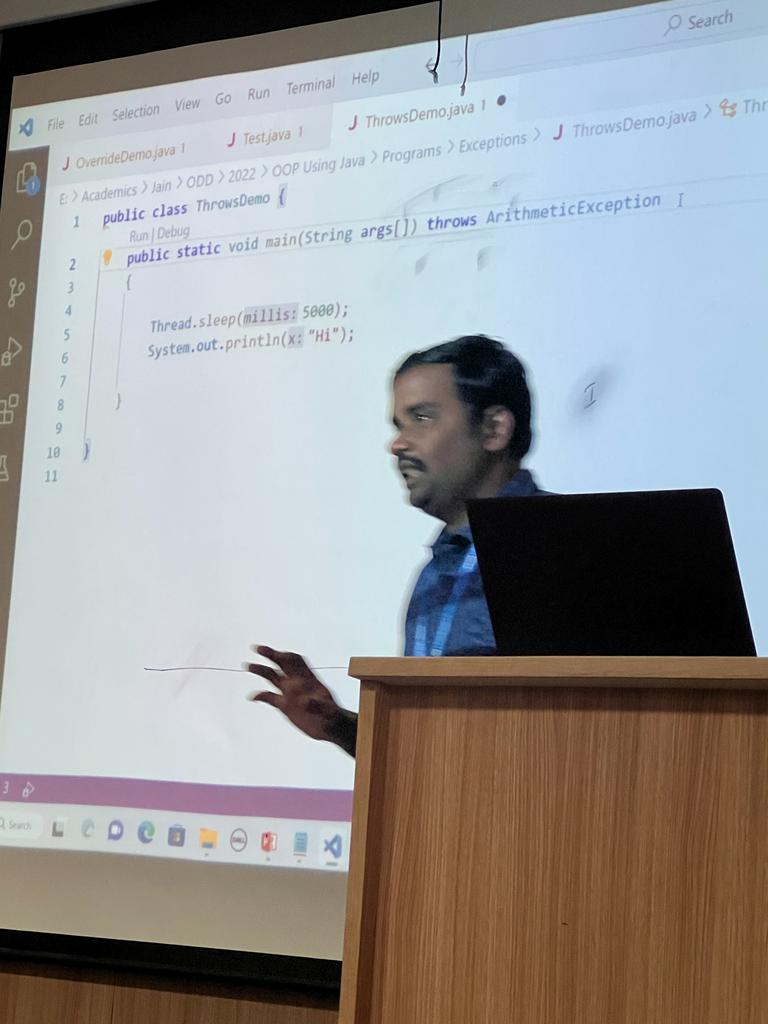 Search
File Edit Selection View Go Run Terminal Help
OverrideDemo.java 1 Test.java 1 ThrowsDemo.java 1
E: > Academics > Jain > ODD > 2022 > OOP Using Java > Programs > Exceptions > ThrowsDemo.java > Thr
1 public class ThrowsDemo {
Run | Debug
2 public static void main(String args[]) throws ArithmeticException
3 {
4
5 Thread.sleep(millis: 5000);
6 System.out.println(x: "Hi");
7
8 }
9
10 }
11
3
Search
DELL